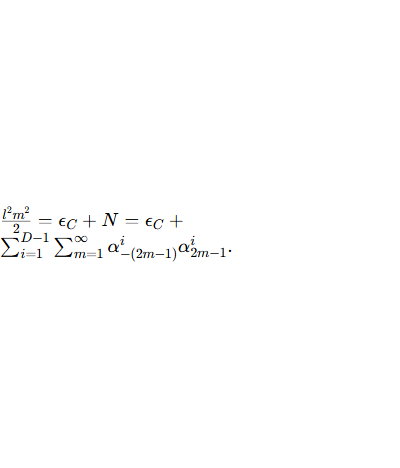 $\frac{l^2m^2}{2} = \epsilon_C + N = \epsilon_C +$
$\sum_{i=1}^{D-1} \sum_{m=1}^{\infty} \alpha^i_{-(2m-1)} \alpha^i_{2m-1}.$